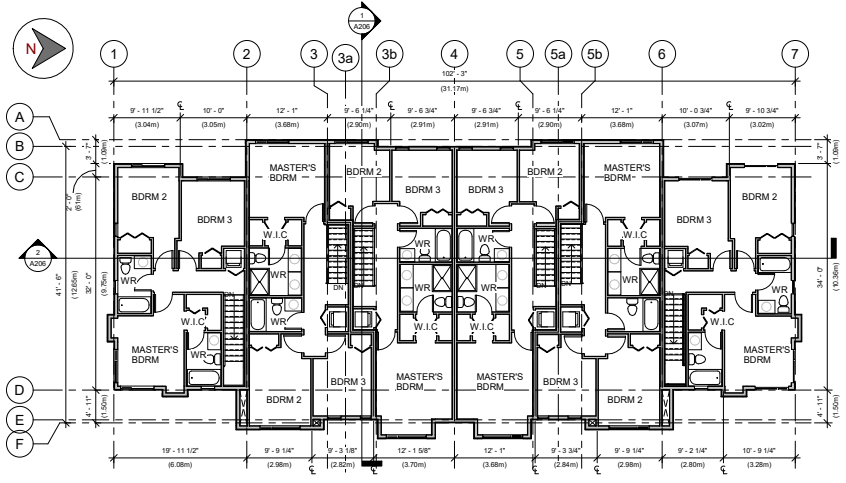 1
A206
N
1
2
3
3a
3b
4
5
5a
5b
6
7
102' - 3"
(31.17m)
9' - 11 1/2"
10' - 0"
12' - 1"
9' - 6 1/4"
9' - 6 3/4"
9' - 6 3/4"
9' - 6 1/4"
12' - 1"
10' - 0 3/4"
9' - 10 3/4"
(3.04m)
(3.05m)
(3.68m)
(2.90m)
(2.91m)
(2.91m)
(2.90m)
(3.68m)
(3.07m)
(3.02m)
A
B
C
D
E
F
3' - 7"
(1.09m)
2' - 0"
(61m)
41' - 6"
(12.65m)
32' - 0"
(9.75m)
4' - 11"
(1.50m)
3' - 7"
(1.09m)
34' - 0"
(10.36m)
4' - 11"
(1.50m)
2
A206
BDRM 2
BDRM 3
MASTER'S
BDRM
BDRM 2
BDRM 3
BDRM 3
BDRM 2
MASTER'S
BDRM
BDRM 3
BDRM 2
W.I.C
WR
WR
WR
W.I.C
WR
WR
DN
W.I.C
WR
MASTER'S
BDRM
WR
DN
WR
W.I.C
BDRM 2
BDRM 3
MASTER'S
BDRM
WR
W.I.C
MASTER'S
BDRM
DN
BDRM 3
WR
BDRM 2
DN
W.I.C
WR
WR
MASTER'S
BDRM
19' - 11 1/2"
9' - 9 1/4"
9' - 3 1/8"
12' - 1 5/8"
12' - 1"
9' - 3 3/4"
9' - 9 1/4"
9' - 2 1/4"
10' - 9 1/4"
(6.08m)
(2.98m)
(2.82m)
(3.70m)
(3.68m)
(2.84m)
(2.98m)
(2.80m)
(3.28m)